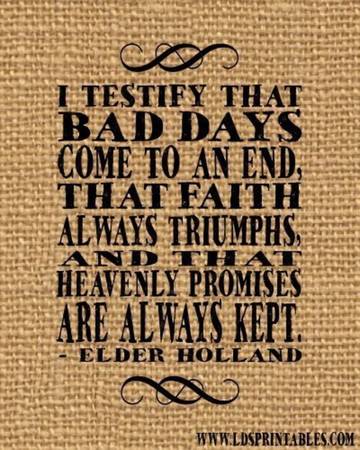 I TESTIFY THAT
BAD DAYS
COME TO AN END,
THAT FAITH
ALWAYS TRIUMPHS,
AND THAT
HEAVENLY PROMISES
ARE ALWAYS KEPT.
- ELDER HOLLAND
WWW.LDSPRINTABLES.COM